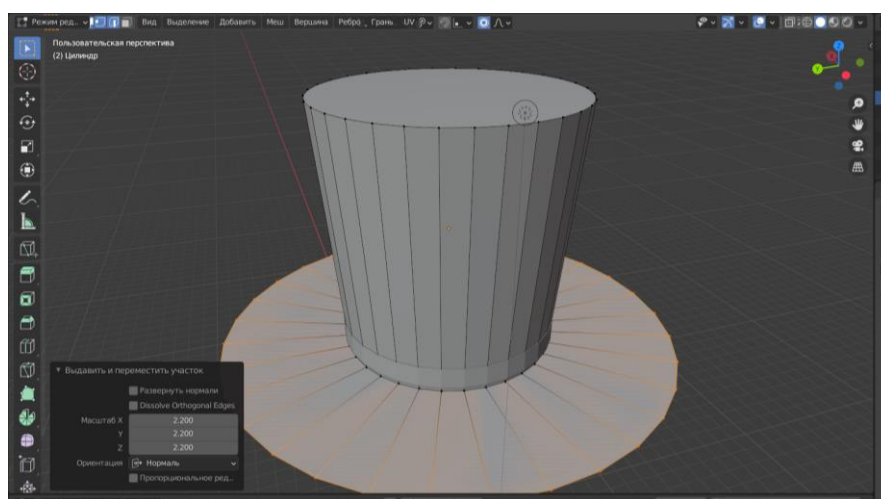 Режим ред..
Вид Выделение Добавить Меш Вершина Ребро Грань UV
Пользовательская перспектива
(2) Цилиндр
Z
Y
Выдавить и переместить участок
Развернуть нормали
Dissolve Orthogonal Edges
Масштаб X 2.200
Y 2.200
Z 2.200
Ориентация Нормаль
Пропорциональное ред...